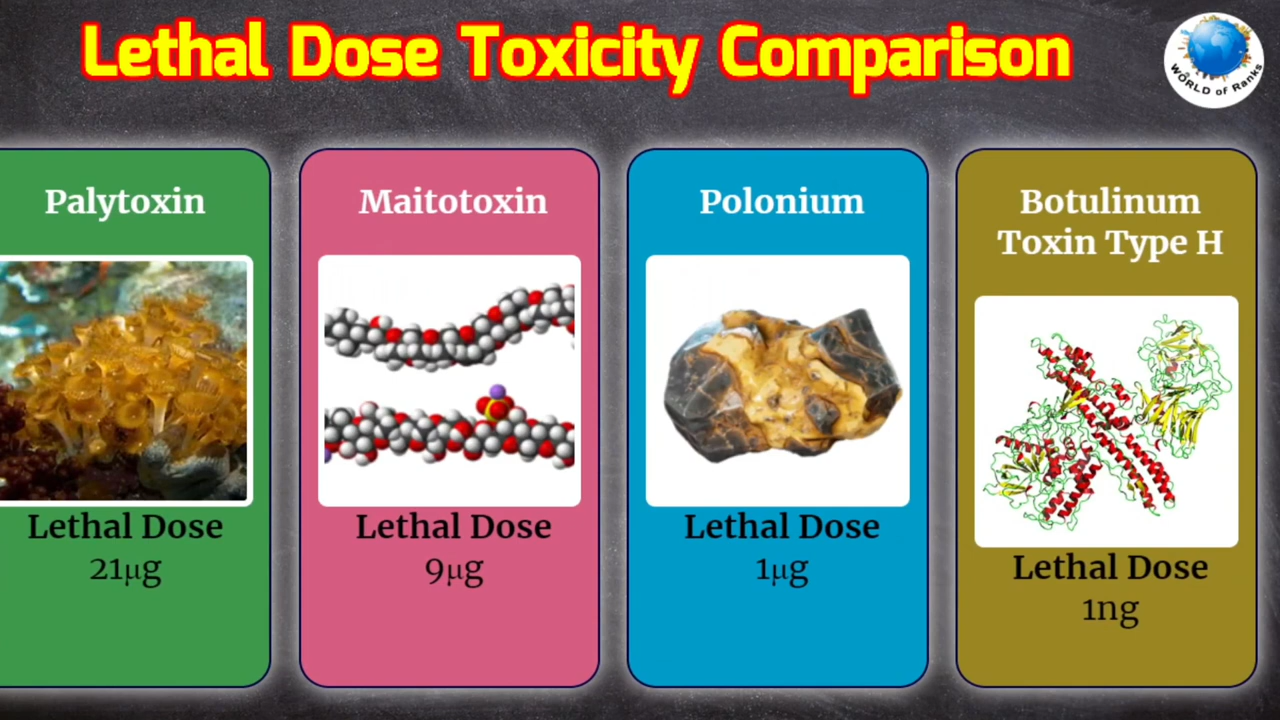 Lethal Dose Toxicity Comparison
WORLD of Ranks
Palytoxin
Lethal Dose
21μg
Maitotoxin
Lethal Dose
9μg
Polonium
Lethal Dose
1μg
Botulinum
Toxin Type H
Lethal Dose
1ng